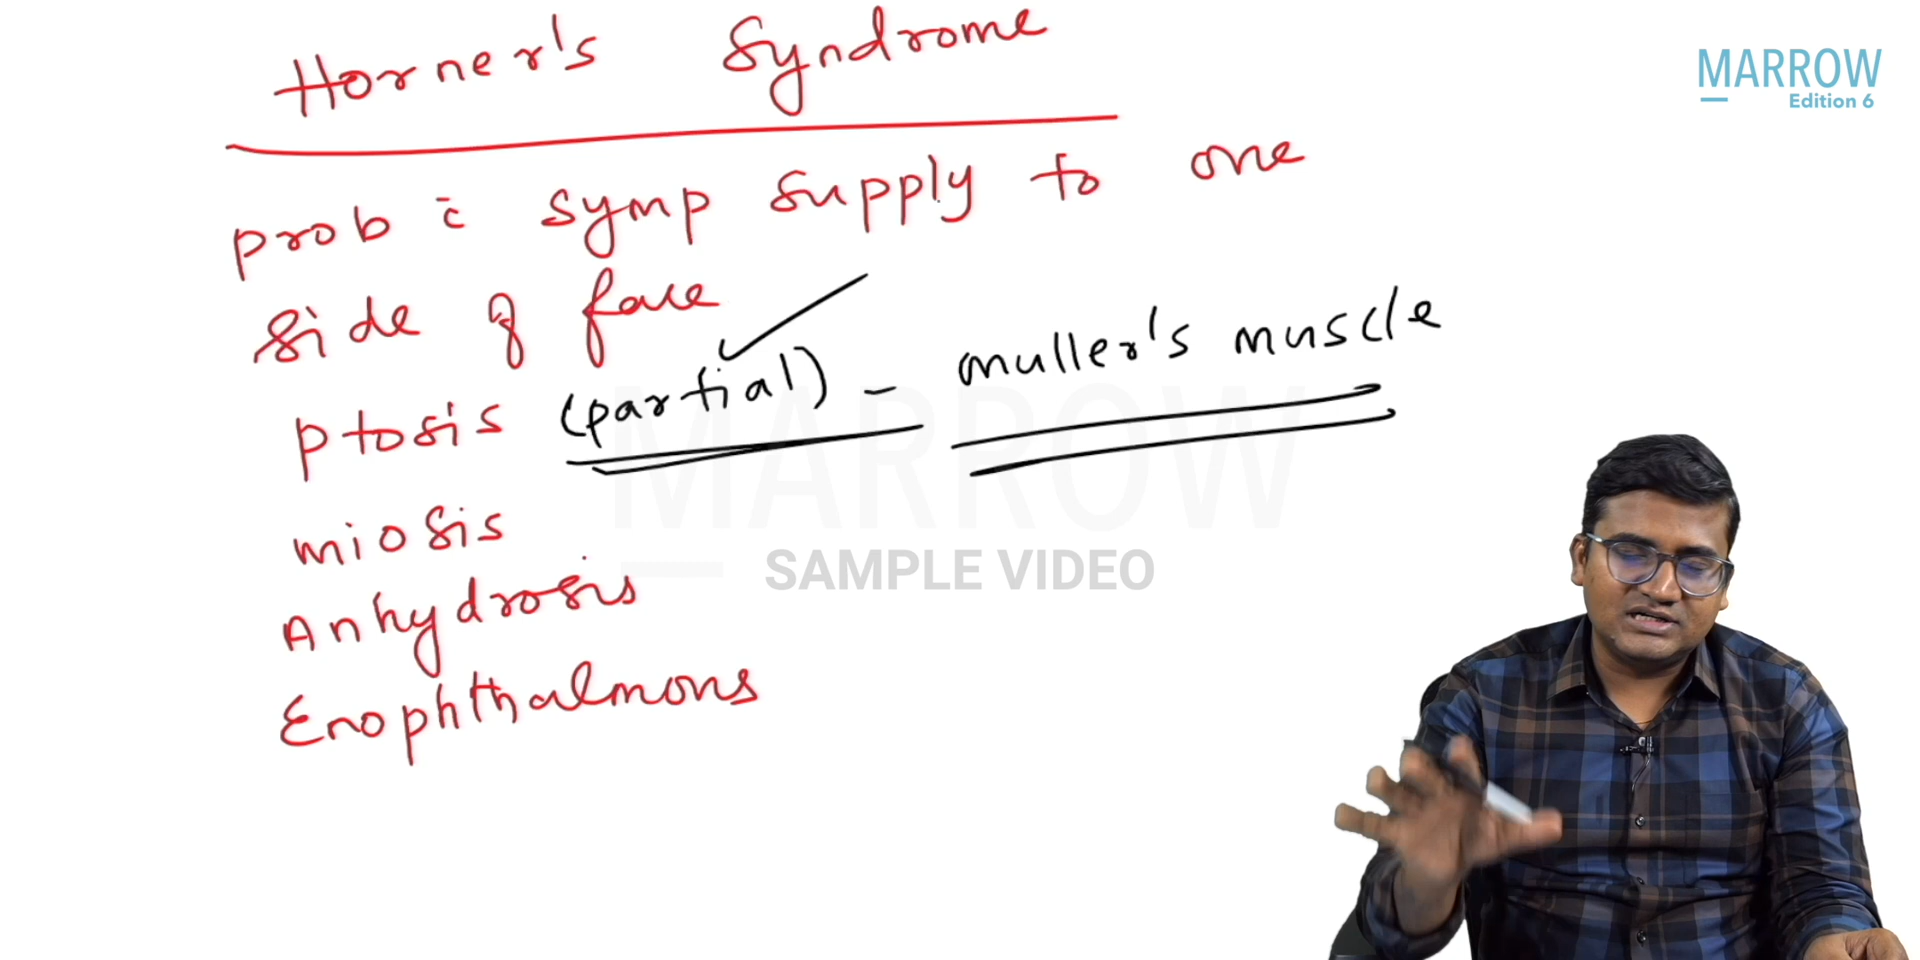 Horner's Syndrome
MARROW
Edition 6
prob c̄ symp supply to one
side of face
ptosis (partial) - muller's muscle
miosis
Anhydrosis
Enophthalmons
MARROW
SAMPLE VIDEO